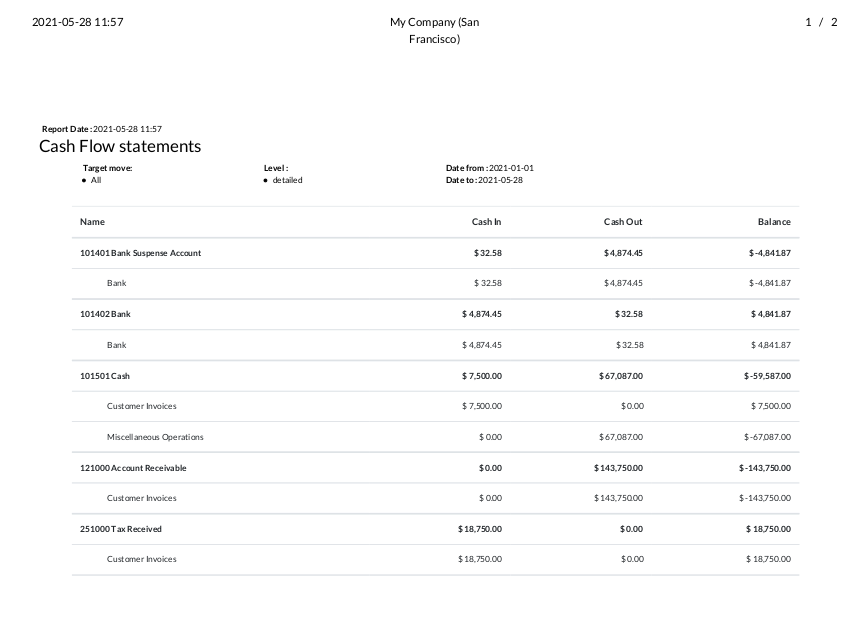 2021-05-28 11:57 My Company (San 1 / 2
Francisco)
Report Date: 2021-05-28 11:57
Cash Flow statements
Target move: Level : Date from : 2021-01-01
• All • detailed Date to : 2021-05-28
Name Cash In Cash Out Balance
101401 Bank Suspense Account $ 32.58 $ 4,874.45 $ -4,841.87
Bank $ 32.58 $ 4,874.45 $ -4,841.87
101402 Bank $ 4,874.45 $ 32.58 $ 4,841.87
Bank $ 4,874.45 $ 32.58 $ 4,841.87
101501 Cash $ 7,500.00 $ 67,087.00 $ -59,587.00
Customer Invoices $ 7,500.00 $ 0.00 $ 7,500.00
Miscellaneous Operations $ 0.00 $ 67,087.00 $ -67,087.00
121000 Account Receivable $ 0.00 $ 143,750.00 $ -143,750.00
Customer Invoices $ 0.00 $ 143,750.00 $ -143,750.00
251000 Tax Received $ 18,750.00 $ 0.00 $ 18,750.00
Customer Invoices $ 18,750.00 $ 0.00 $ 18,750.00